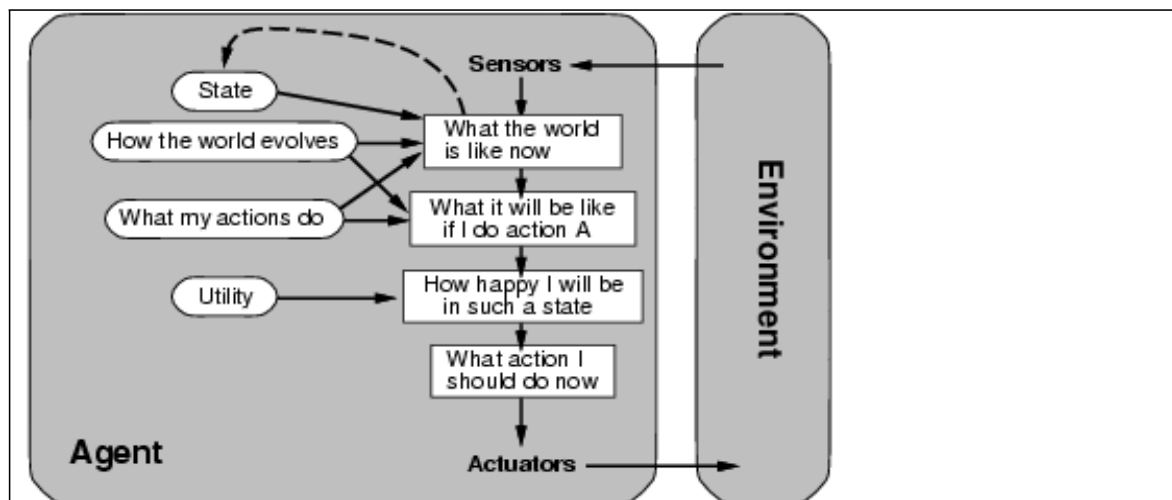 Sensors
State
What the world
is like now
How the world evolves
What my actions do
What it will be like
if I do action A
Utility
How happy I will be
in such a state
What action I
should do now
Agent
Actuators
Environment